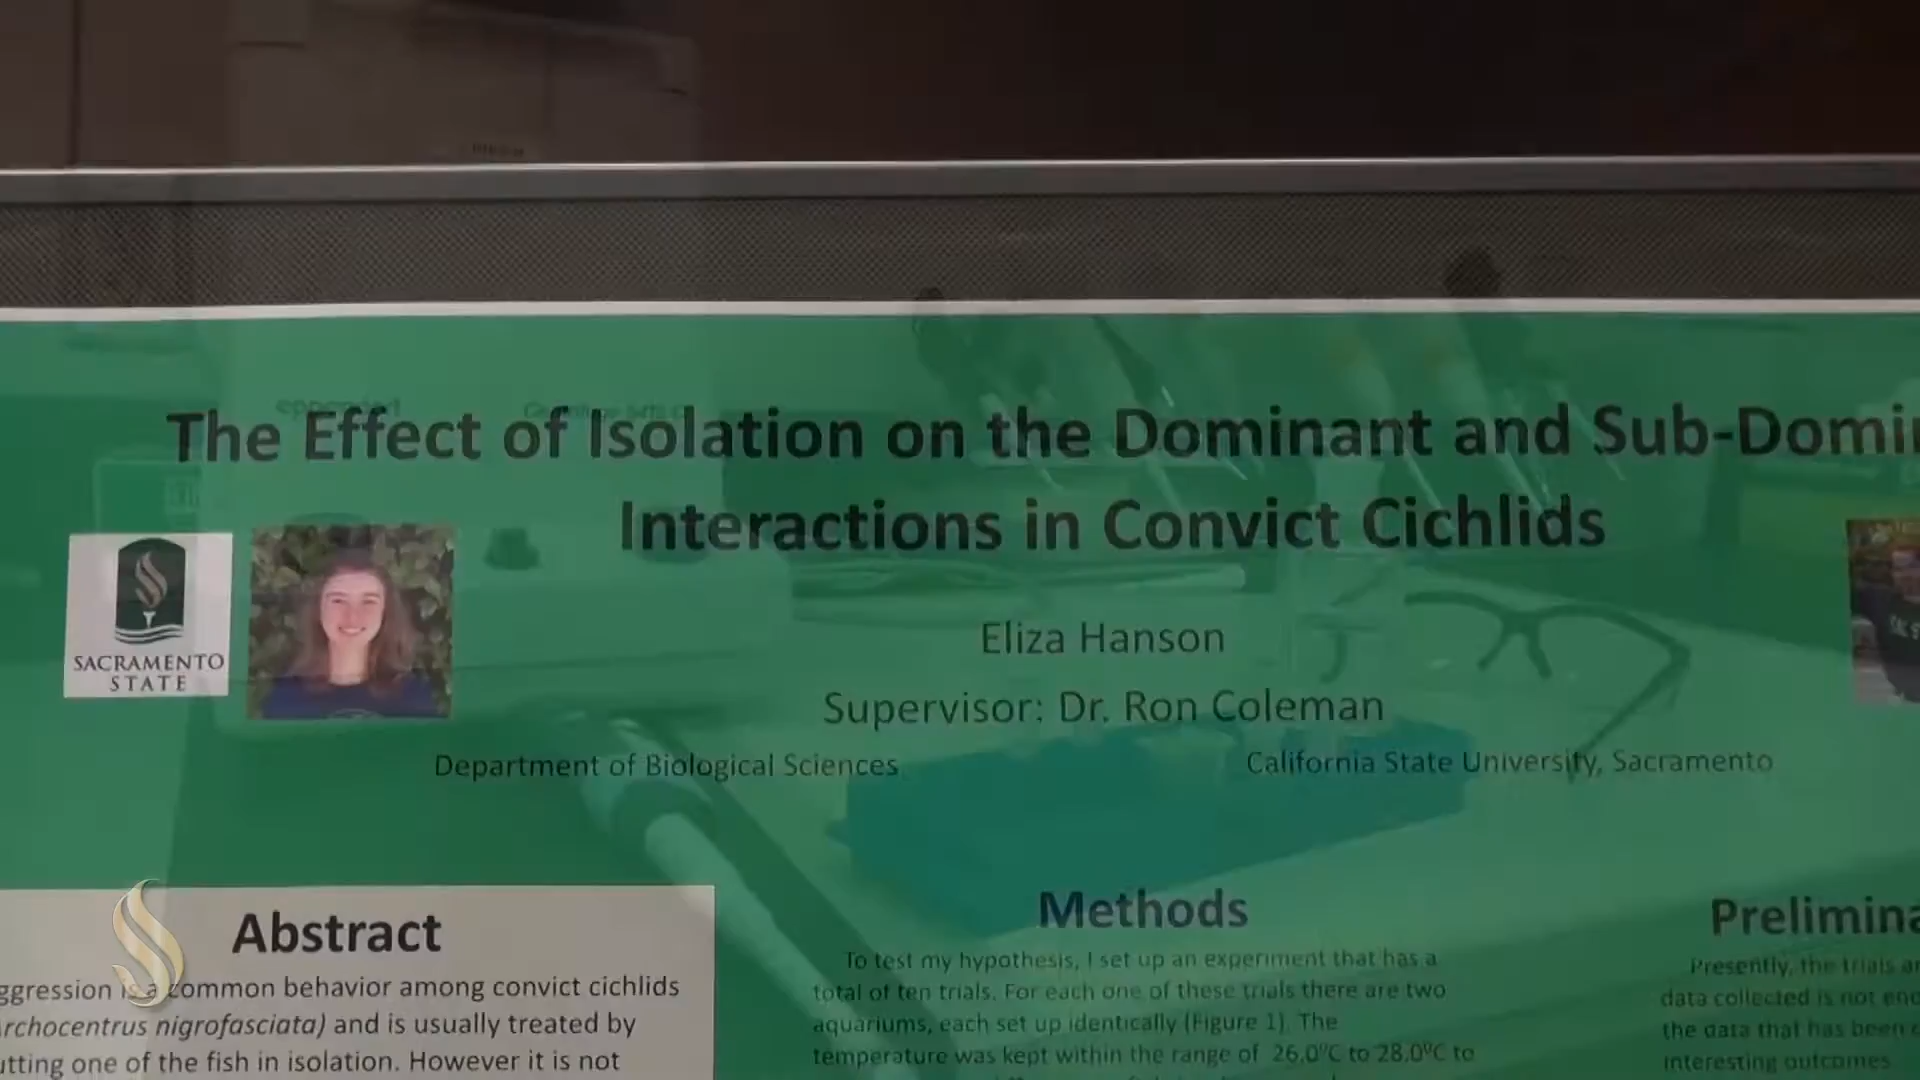 The Effect of Isolation on the Dominant and Sub-Domin
Interactions in Convict Cichlids
Eliza Hanson
Supervisor: Dr. Ron Coleman
Department of Biological Sciences
California State University, Sacramento
SACRAMENTO
STATE
Abstract
ggression is a common behavior among convict cichlids
rchocentrus nigrofasciata) and is usually treated by
utting one of the fish in isolation. However it is not
Methods
To test my hypothesis, I set up an experiment that has a
total of ten trials. For each one of these trials there are two
aquariums, each set up identically (Figure 1). The
temperature was kept within the range of 26.0ºC to 28.0ºC to
Prelimina
Presently, the trials ar
data collected is not eno
the data that has been c
interesting outcomes
eppendorf